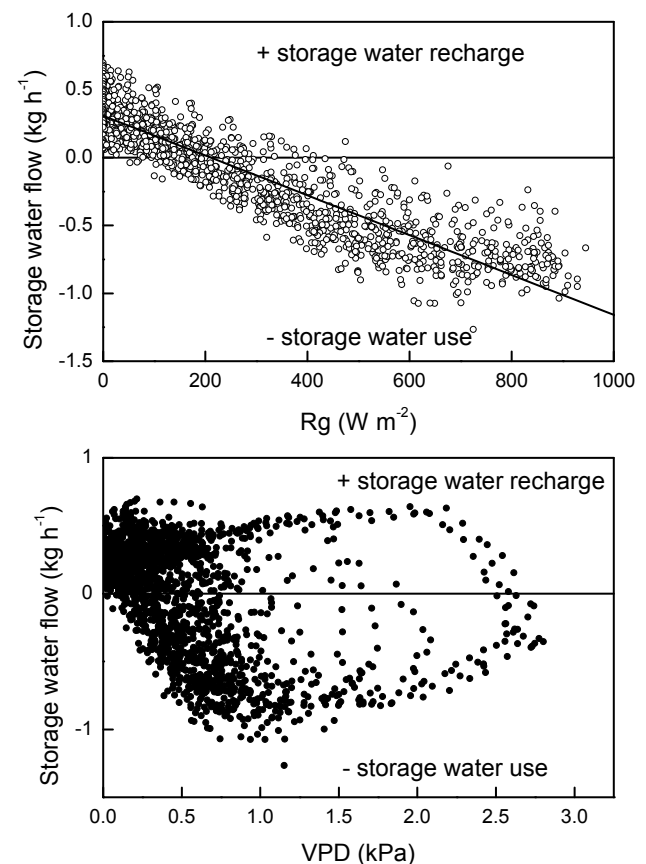 1.0
+ storage water recharge
0.5
0.0
-0.5
-1.0
- storage water use
-1.5
0 200 400 600 800 1000
Storage water flow (kg h⁻¹)
Rg (W m⁻²)
1
+ storage water recharge
0
-1
- storage water use
0.0 0.5 1.0 1.5 2.0 2.5 3.0
Storage water flow (kg h⁻¹)
VPD (kPa)